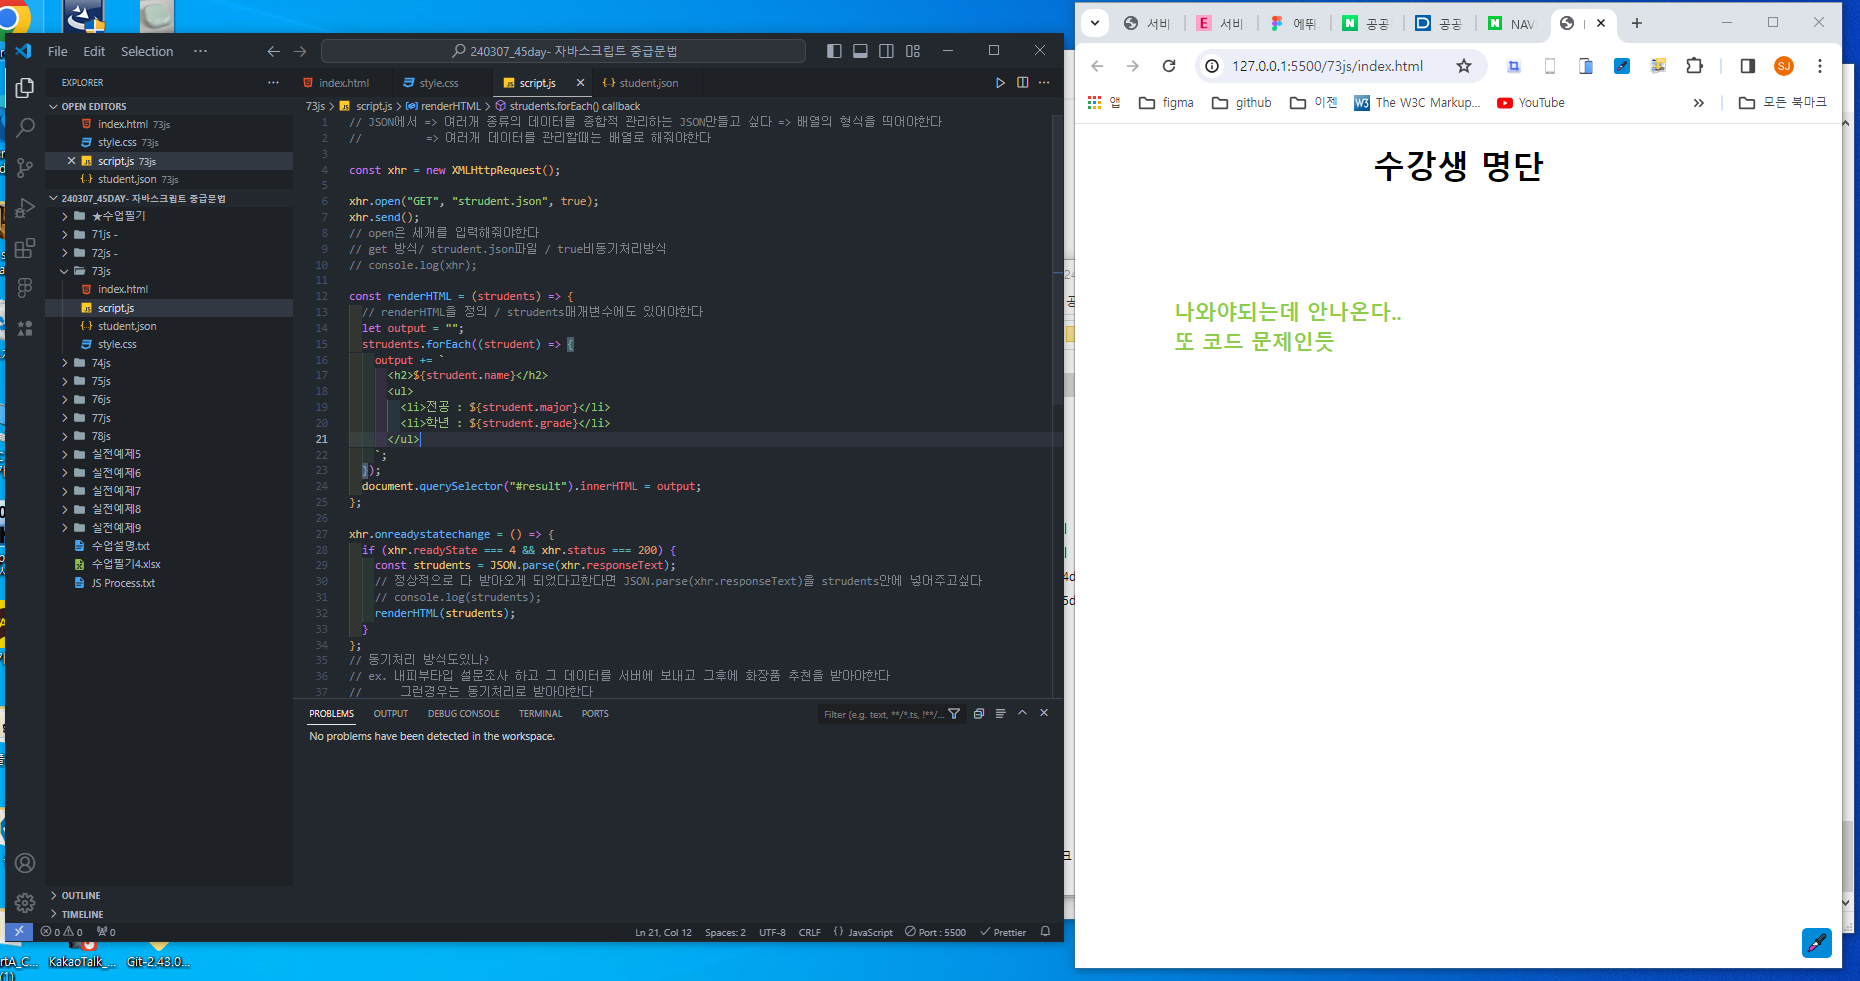 File Edit Selection ···
240307_45day- 자바스크립트 중급문법
EXPLORER
OPEN EDITORS
index.html 73js
style.css 73js
script.js 73js
student.json 73js
240307_45DAY- 자바스크립트 중급문법
★수업필기
71js -
72js -
73js
index.html
script.js
student.json
style.css
74js
75js
76js
77js
78js
실전예제5
실전예제6
실전예제7
실전예제8
실전예제9
수업설명.txt
수업필기4.xlsx
JS Process.txt
OUTLINE
TIMELINE
index.html style.css script.js student.json
73js > script.js > renderHTML > strudents.forEach() callback
1 // JSON에서 => 여러개 종류의 데이터를 종합적 관리하는 JSON만들고 싶다 => 배열의 형식을 띄어야한다
2 // => 여러개 데이터를 관리할때는 배열로 해줘야한다
3
4 const xhr = new XMLHttpRequest();
5
6 xhr.open("GET", "strudent.json", true);
7 xhr.send();
8 // open은 세개를 입력해줘야한다
9 // get 방식/ strudent.json파일 / true비동기처리방식
10 // console.log(xhr);
11
12 const renderHTML = (strudents) => {
13 // renderHTML을 정의 / strudents매개변수에도 있어야한다
14 let output = "";
15 strudents.forEach((strudent) => {
16 output += `
17 <h2>${strudent.name}</h2>
18 <ul>
19 <li>전공 : ${strudent.major}</li>
20 <li>학년 : ${strudent.grade}</li>
21 </ul>
22 `;
23 });
24 document.querySelector("#result").innerHTML = output;
25 };
26
27 xhr.onreadystatechange = () => {
28 if (xhr.readyState === 4 && xhr.status === 200) {
29 const strudents = JSON.parse(xhr.responseText);
30 // 정상적으로 다 받아오게 되었다고한다면 JSON.parse(xhr.responseText)을 strudents안에 넣어주고싶다
31 // console.log(strudents);
32 renderHTML(strudents);
33 }
34 };
35 // 동기처리 방식도있나?
36 // ex. 내피부타입 설문조사 하고 그 데이터를 서버에 보내고 그후에 화장품 추천을 받아야한다
37 // 그런경우는 동기처리로 받아야한다
PROBLEMS OUTPUT DEBUG CONSOLE TERMINAL PORTS
Filter (e.g. text, **/*.ts, !**/...
No problems have been detected in the workspace.
0 0 0
Ln 21, Col 12 Spaces: 2 UTF-8 CRLF JavaScript Port : 5500 Prettier
KakaoTalk_... Git-2.43.0...
서비 서비 에뛰 공공 공공 NAV
127.0.0.1:5500/73js/index.html
SJ
앱 figma github 이젠 The W3C Markup... YouTube » 모든 북마크
수강생 명단
나와야되는데 안나온다..
또 코드 문제인듯